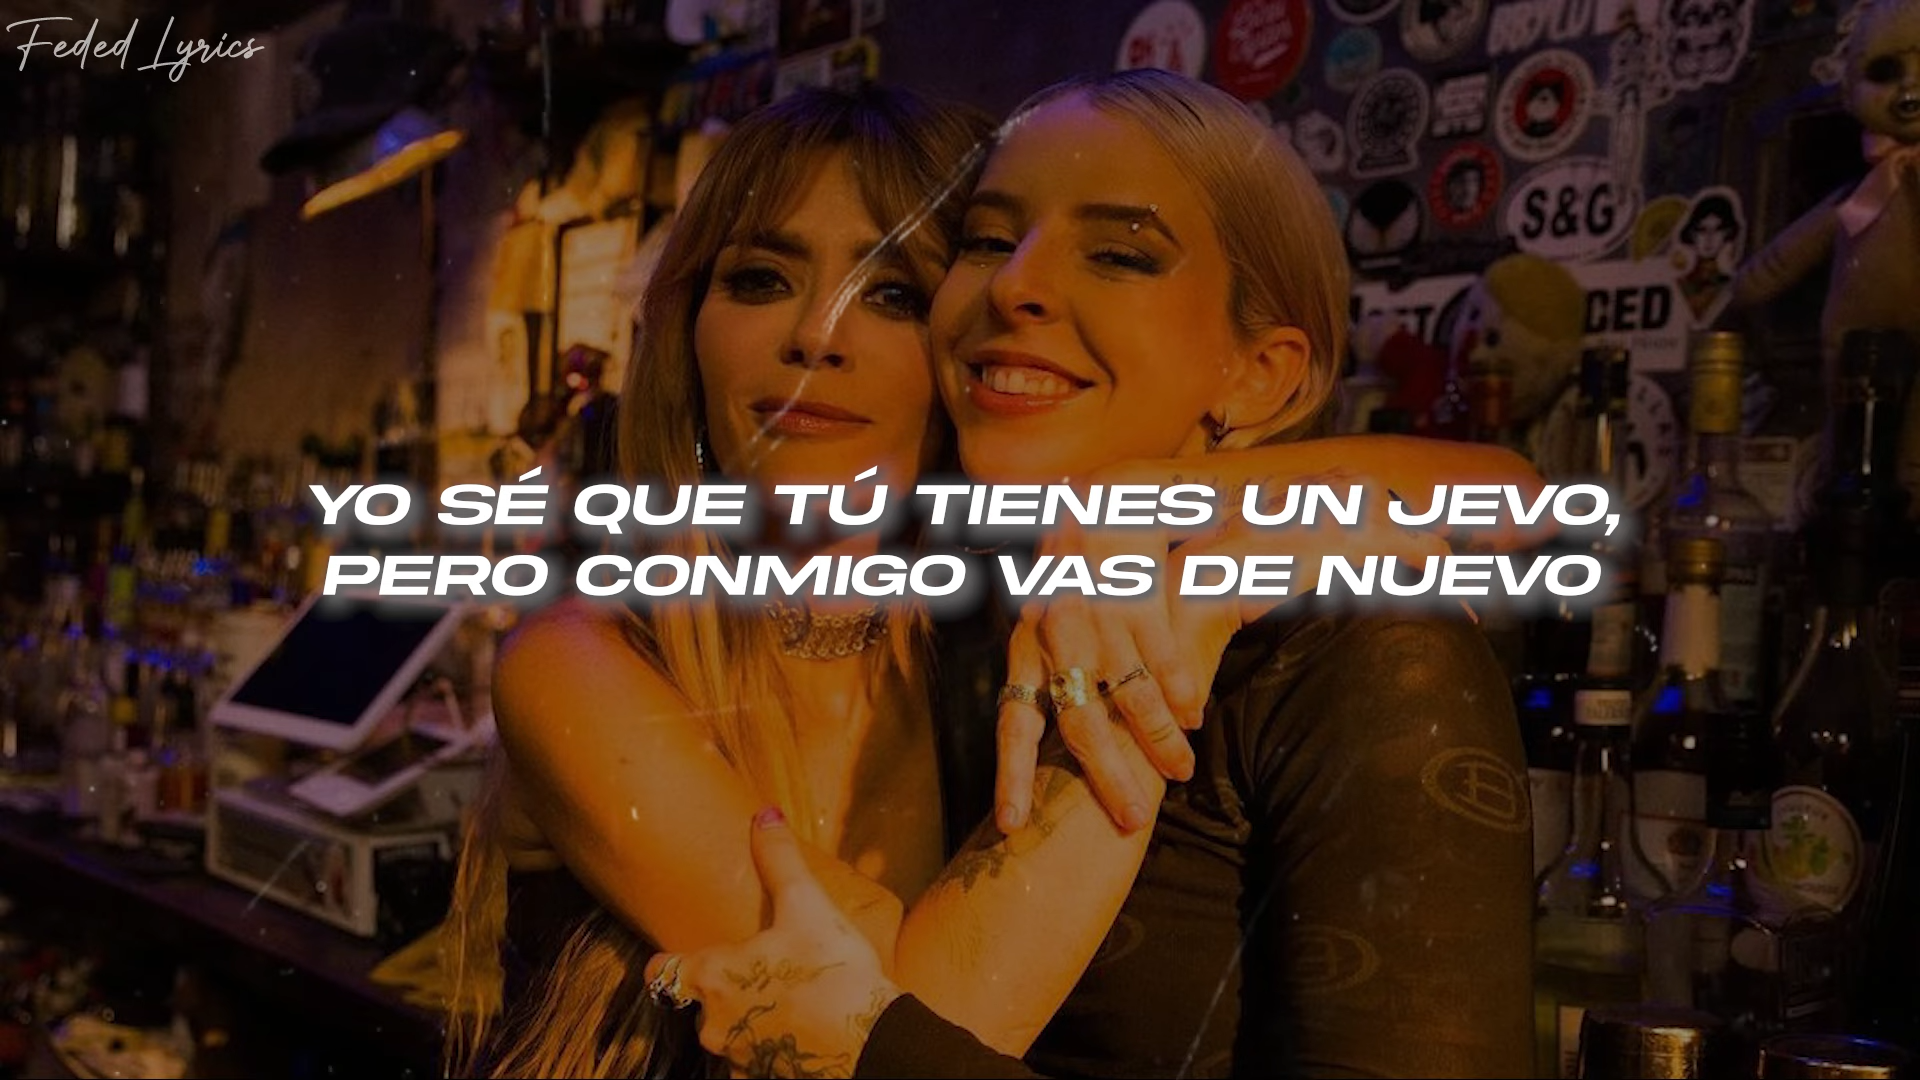 Feded Lyrics
S&G
CED
YO SÉ QUE TÚ TIENES UN JEVO,
PERO CONMIGO VAS DE NUEVO